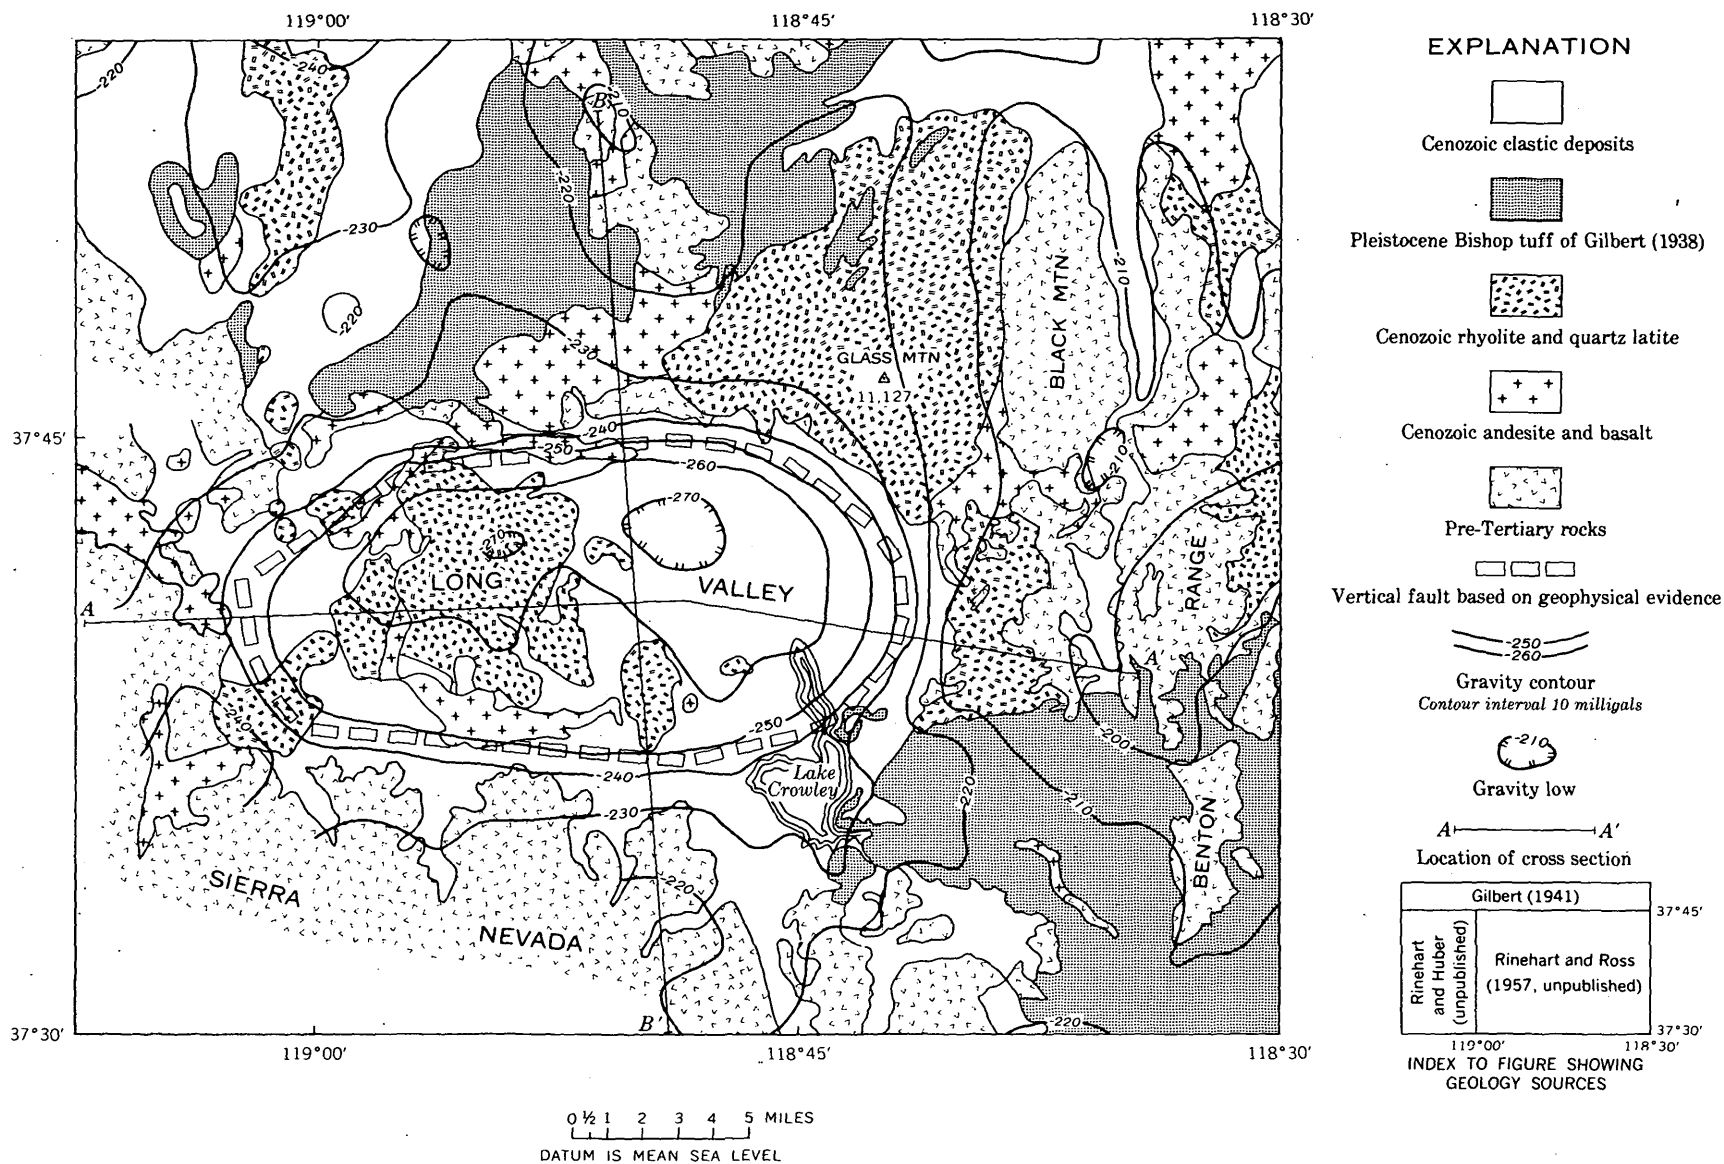 119°00′
118°45′
118°30′
-220
-240
B
-210
-220
-230
-210
-220
-230
GLASS MTN
11,127
BLACK MTN
37°45′
-240
-250
-260
-210
-270
-270
LONG VALLEY
RANGE
A
A′
-240
-250
-200
-240
Lake
Crowley
-220
-210
-230
BENTON
-220
SIERRA
NEVADA
B′
-220
37°30′
119°00′
118°45′
118°30′
0 ½ 1 2 3 4 5 MILES
DATUM IS MEAN SEA LEVEL
EXPLANATION
Cenozoic clastic deposits
Pleistocene Bishop tuff of Gilbert (1938)
Cenozoic rhyolite and quartz latite
Cenozoic andesite and basalt
Pre-Tertiary rocks
Vertical fault based on geophysical evidence
-250
-260
Gravity contour
Contour interval 10 milligals
-210
Gravity low
A A′
Location of cross section
Gilbert (1941)
37°45′
Rinehart
and Huber
(unpublished)
Rinehart and Ross
(1957, unpublished)
37°30′
119°00′
118°30′
INDEX TO FIGURE SHOWING
GEOLOGY SOURCES